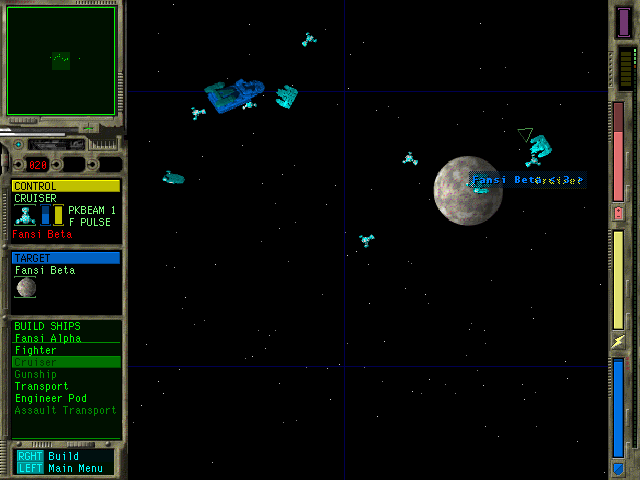 020
CONTROL
CRUISER
PKBEAM 1
F PULSE
Fansi Beta
TARGET
Fansi Beta
BUILD SHIPS
Fansi Alpha
Fighter
Cruiser
Gunship
Transport
Engineer Pod
Assault Transport
RGHT Build
LEFT Main Menu
Fansi Beta